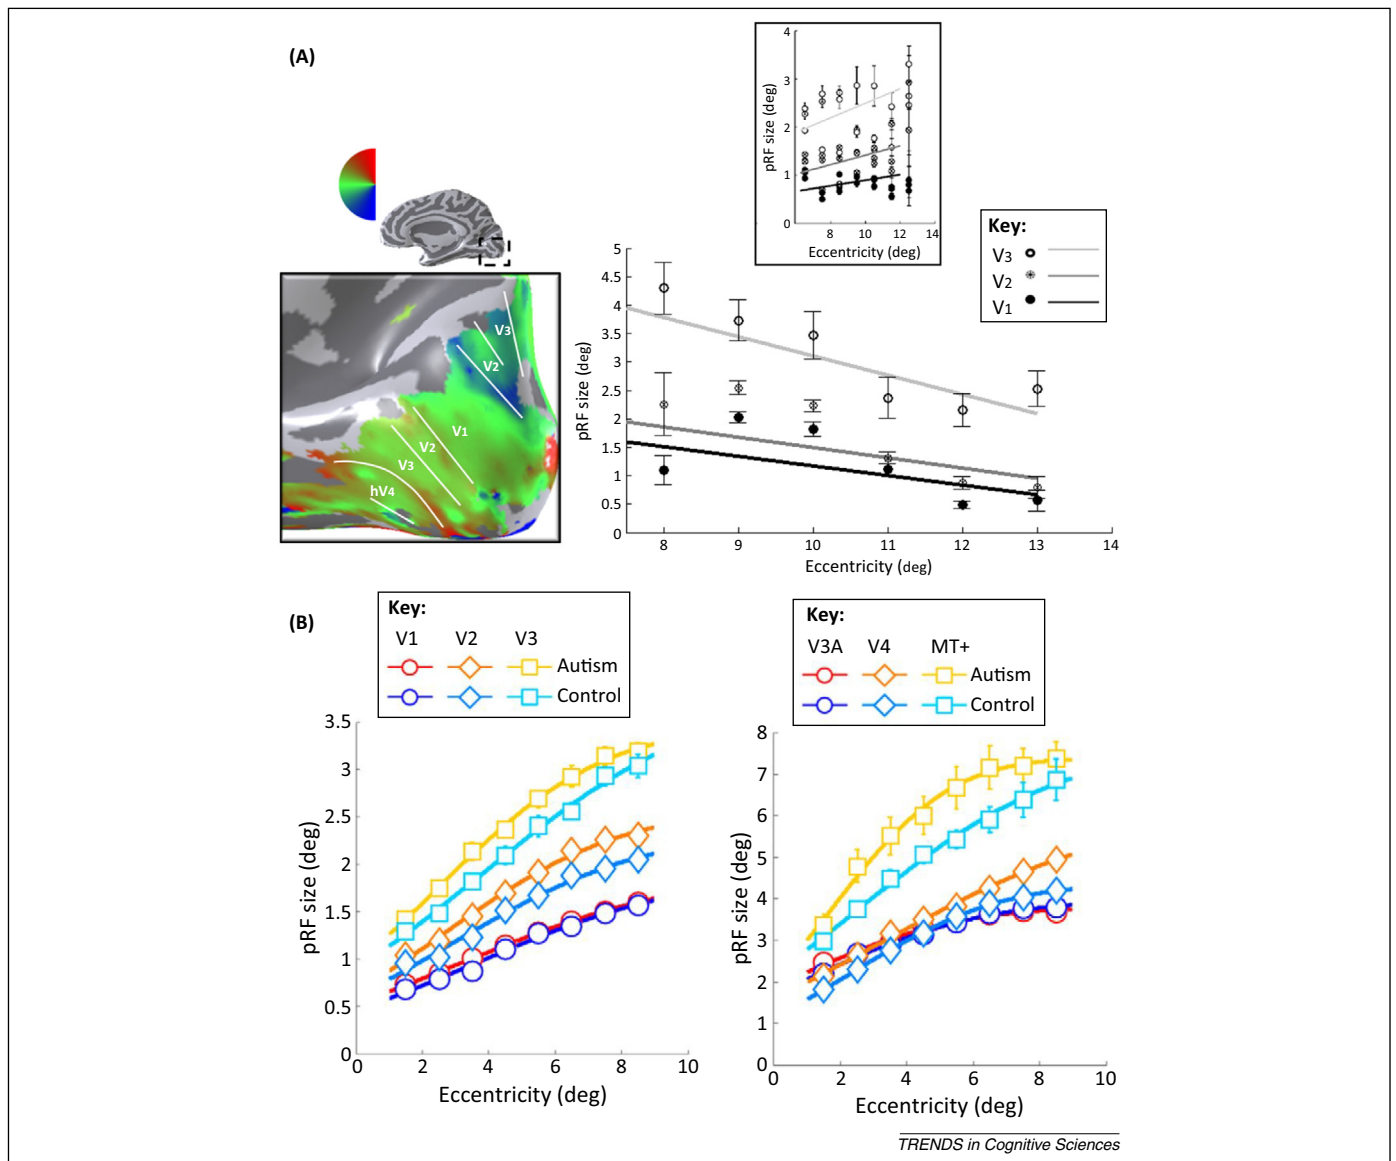 (A)
4
3
2
1
0
pRF size (deg)
8 10 12 14
Eccentricity (deg)
Key:
V3
V2
V1
V3
V2
V1
V2
V3
hV4
5
4.5
4
3.5
3
2.5
2
1.5
1
0.5
0
pRF size (deg)
8 9 10 11 12 13 14
Eccentricity (deg)
(B)
Key:
V1 V2 V3
Autism
Control
3.5
3
2.5
2
1.5
1
0.5
0
pRF size (deg)
0 2 4 6 8 10
Eccentricity (deg)
Key:
V3A V4 MT+
Autism
Control
8
7
6
5
4
3
2
1
0
pRF size (deg)
0 2 4 6 8 10
Eccentricity (deg)
TRENDS in Cognitive Sciences